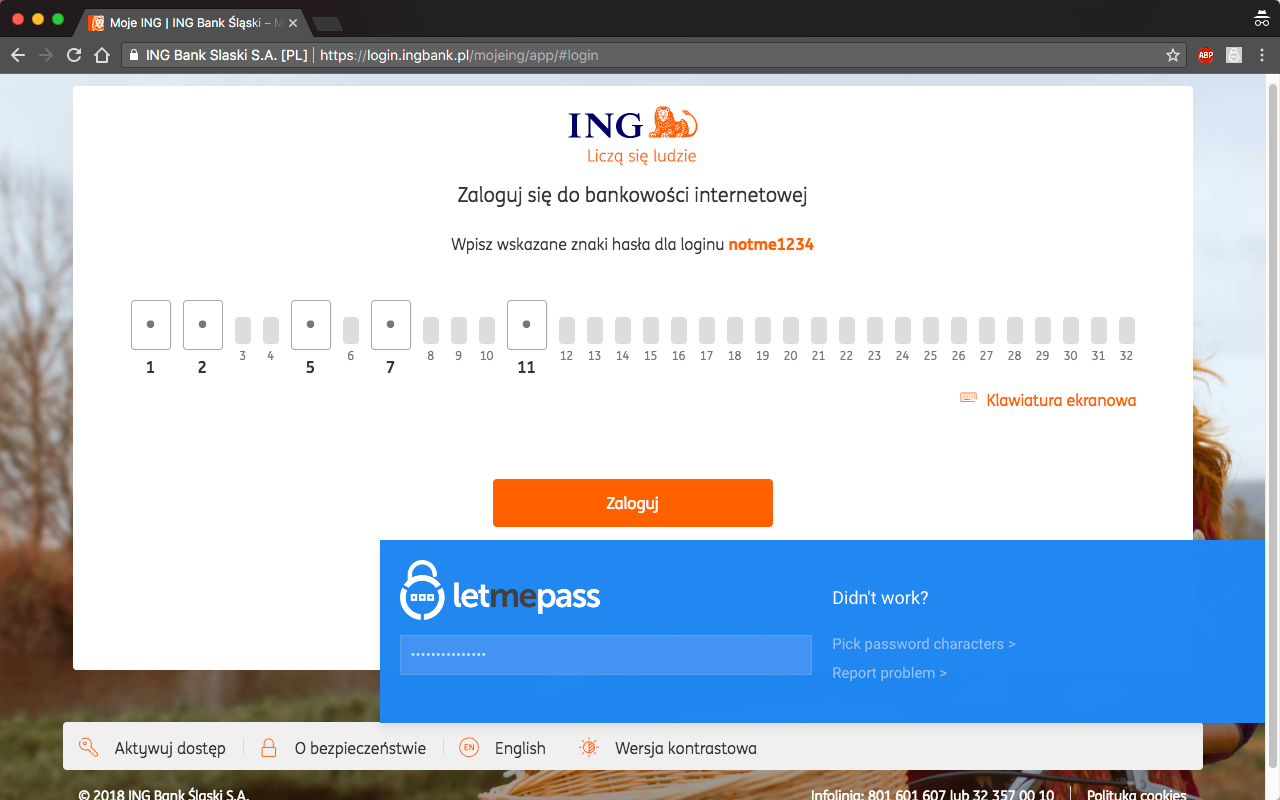 Moje ING | ING Bank Śląski – M
ING Bank Slaski S.A. [PL] | https://login.ingbank.pl/mojeing/app/#login
ABP
ING
Liczą się ludzie
Zaloguj się do bankowości internetowej
Wpisz wskazane znaki hasła dla loginu notme1234
1 2 3 4 5 6 7 8 9 10 11 12 13 14 15 16 17 18 19 20 21 22 23 24 25 26 27 28 29 30 31 32
Klawiatura ekranowa
Zaloguj
letmepass
Didn't work?
Pick password characters >
Report problem >
Aktywuj dostęp
O bezpieczeństwie
EN English
Wersja kontrastowa
© 2018 ING Bank Śląski S.A.
Infolinia: 801 601 607 lub 32 357 00 10 | Polityka cookies